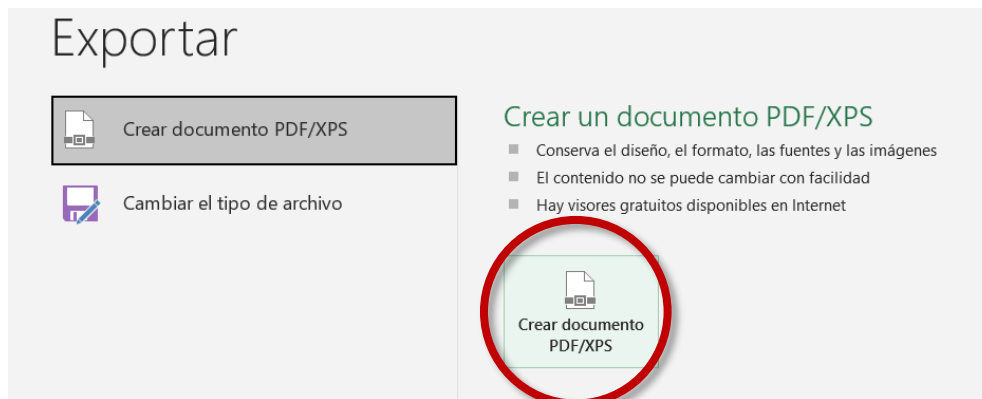 Exportar
Crear documento PDF/XPS
Cambiar el tipo de archivo
Crear un documento PDF/XPS
Conserva el diseño, el formato, las fuentes y las imágenes
El contenido no se puede cambiar con facilidad
Hay visores gratuitos disponibles en Internet
Crear documento
PDF/XPS